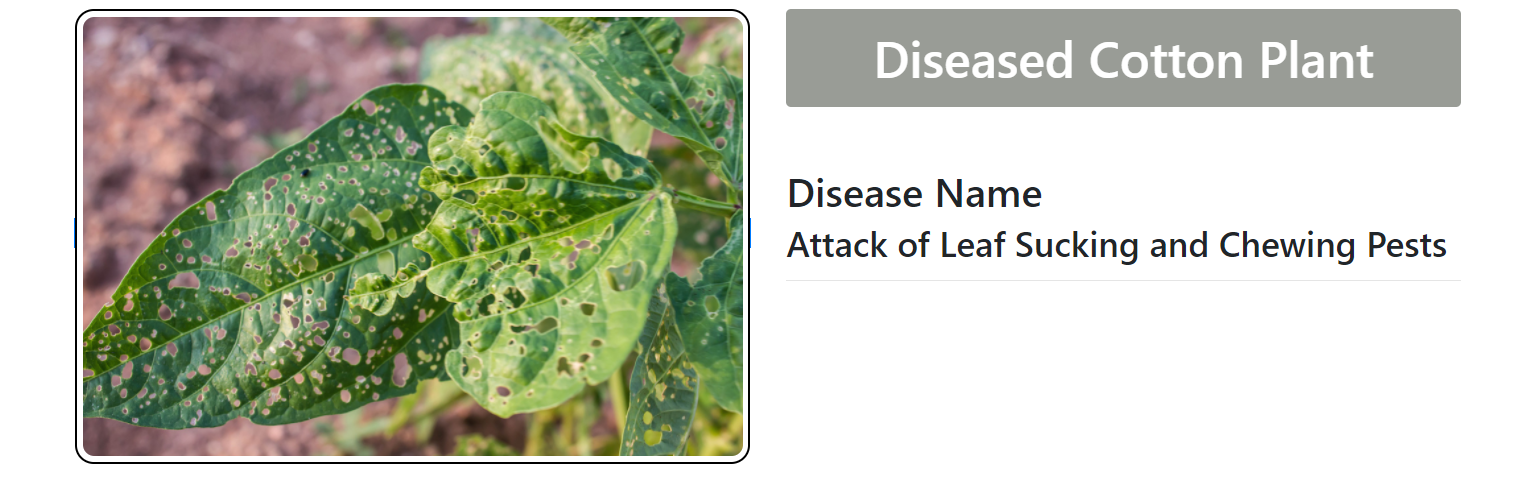 Diseased Cotton Plant
Disease Name
Attack of Leaf Sucking and Chewing Pests